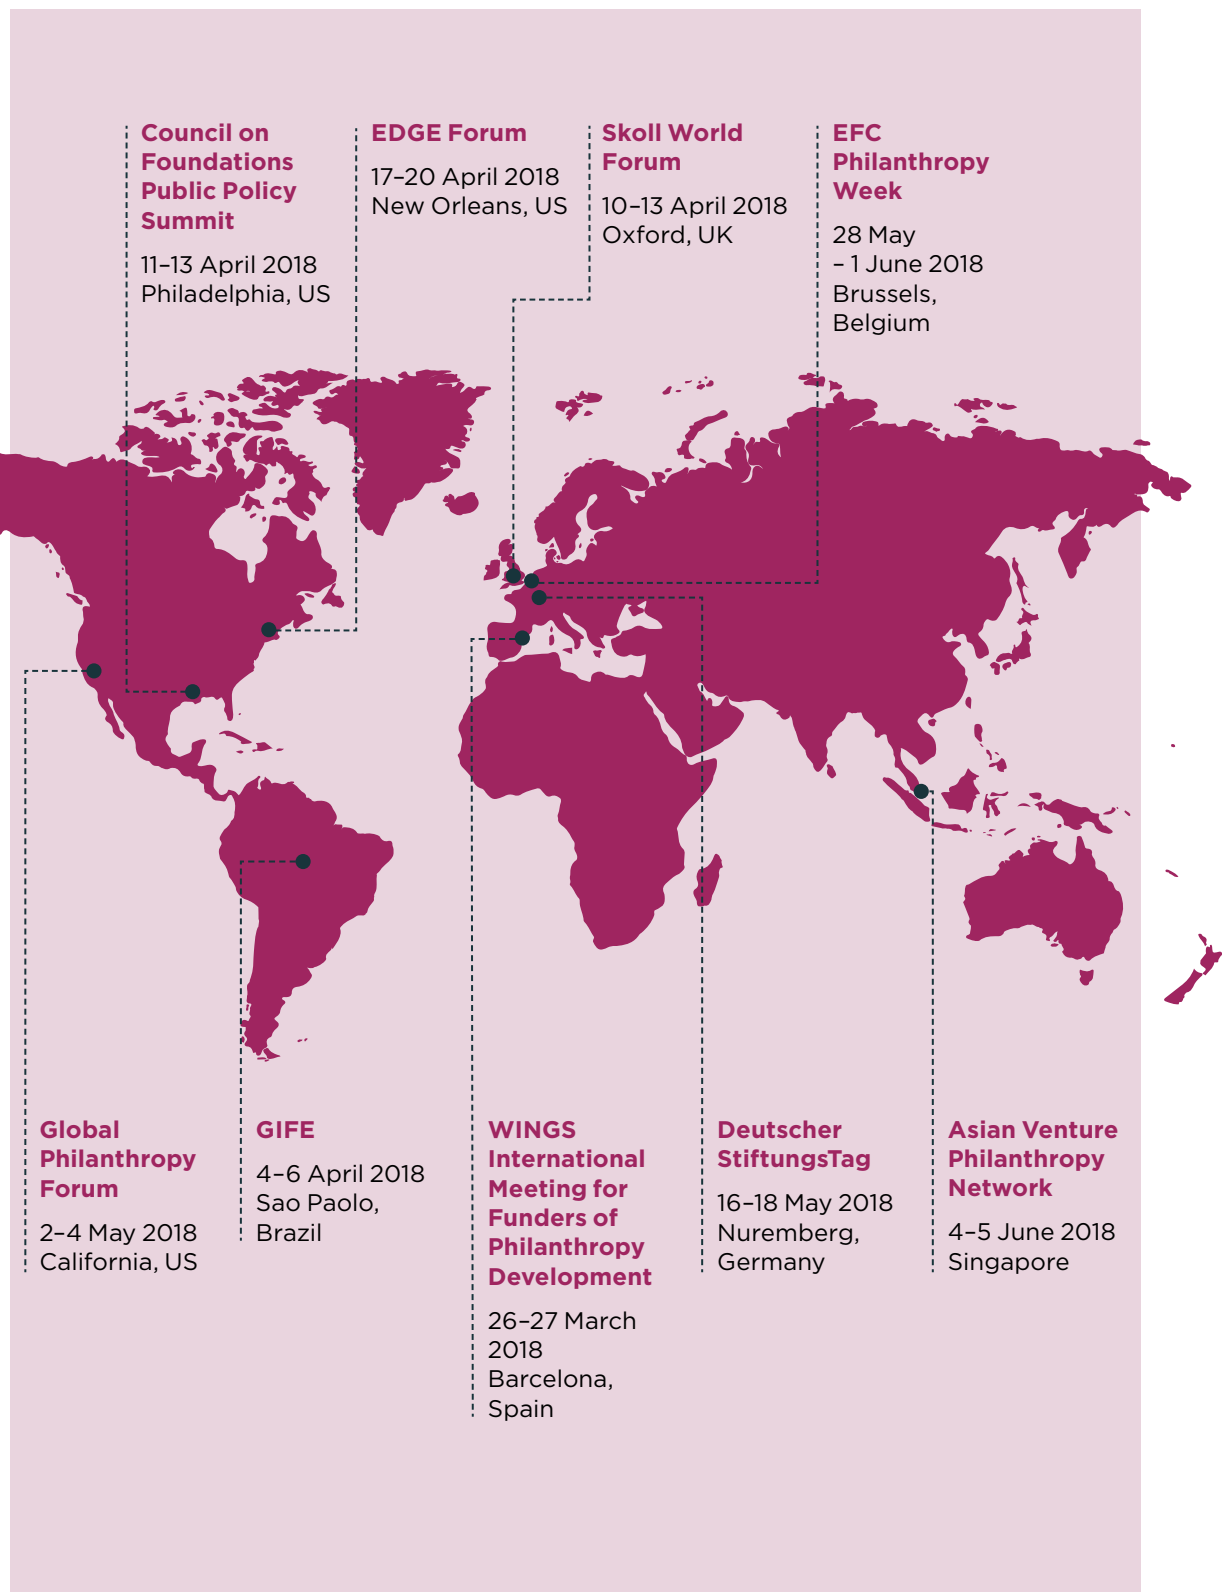 Council on
Foundations
Public Policy
Summit
11–13 April 2018
Philadelphia, US
EDGE Forum
17–20 April 2018
New Orleans, US
Skoll World
Forum
10–13 April 2018
Oxford, UK
EFC
Philanthropy
Week
28 May
– 1 June 2018
Brussels,
Belgium
Global
Philanthropy
Forum
2–4 May 2018
California, US
GIFE
4–6 April 2018
Sao Paolo,
Brazil
WINGS
International
Meeting for
Funders of
Philanthropy
Development
26–27 March
2018
Barcelona,
Spain
Deutscher
StiftungsTag
16–18 May 2018
Nuremberg,
Germany
Asian Venture
Philanthropy
Network
4–5 June 2018
Singapore